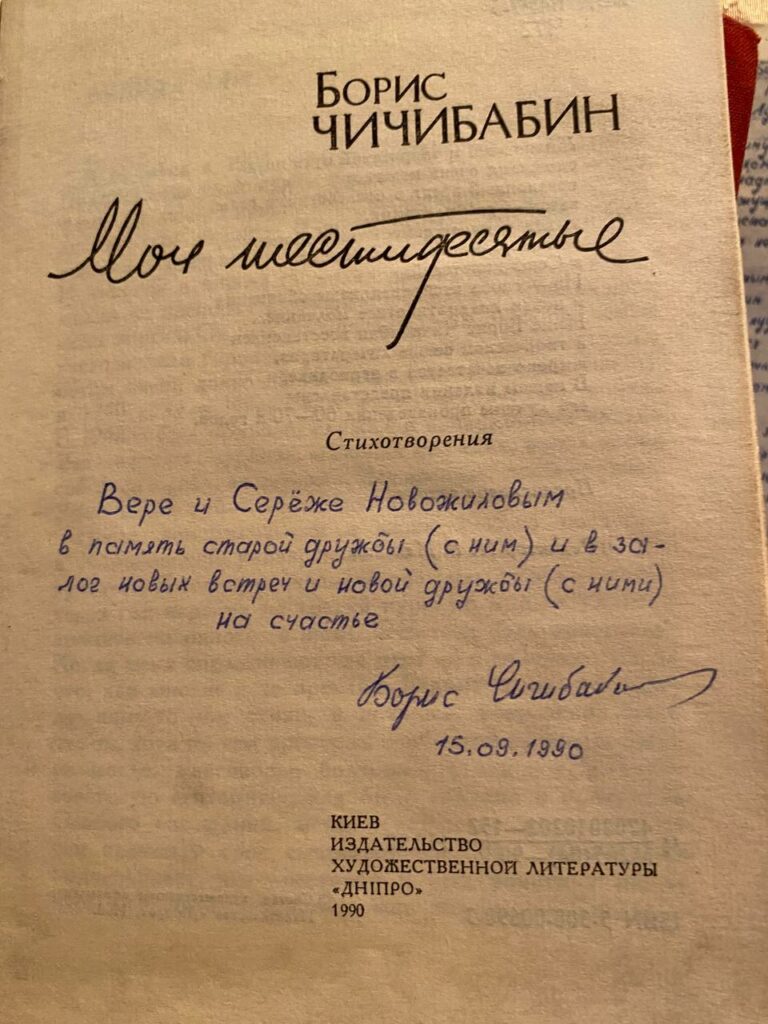 Борис
ЧИЧИБАБИН
Мои шестидесятые
Стихотворения
Вере и Серёже Новожиловым
в память старой дружбы (с ним) и в за-
лог новых встреч и новой дружбы (с ними)
на счастье
Борис Чичибабин
15.09.1990
КИЕВ
ИЗДАТЕЛЬСТВО
ХУДОЖЕСТВЕННОЙ ЛИТЕРАТУРЫ
«ДНІПРО»
1990